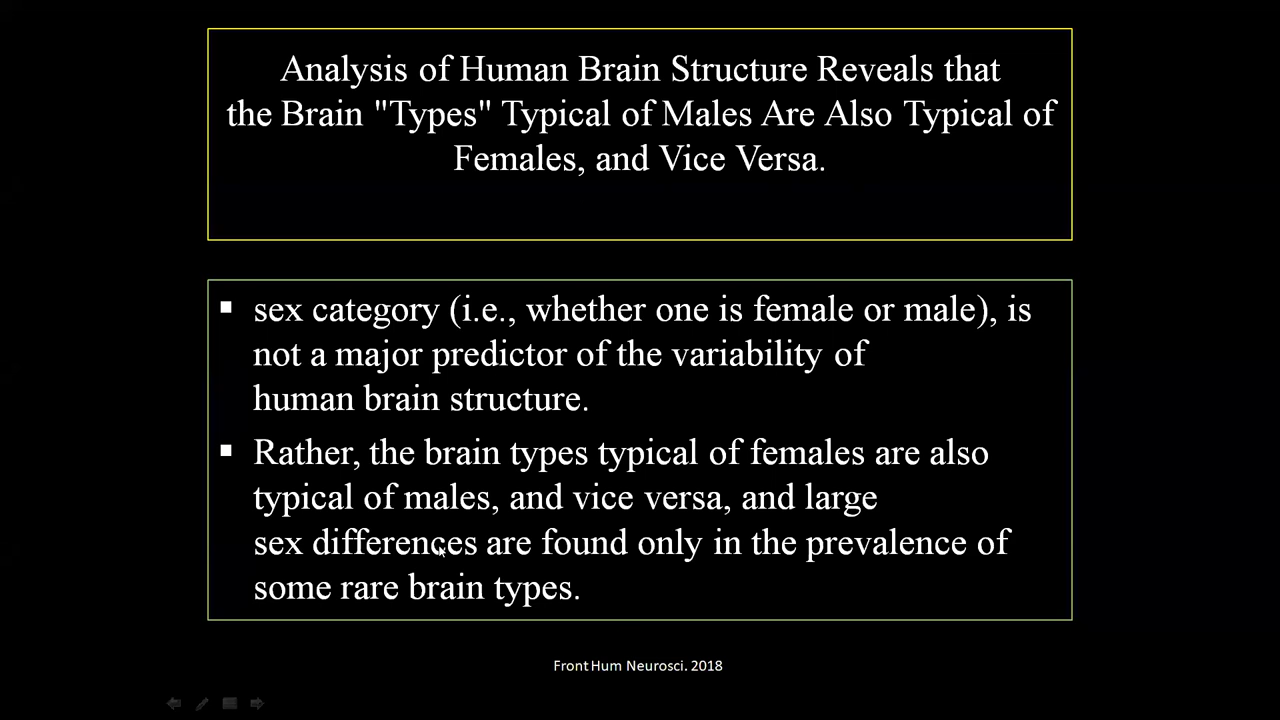 Analysis of Human Brain Structure Reveals that
the Brain "Types" Typical of Males Are Also Typical of
Females, and Vice Versa.
▪ sex category (i.e., whether one is female or male), is
not a major predictor of the variability of
human brain structure.
▪ Rather, the brain types typical of females are also
typical of males, and vice versa, and large
sex differences are found only in the prevalence of
some rare brain types.
Front Hum Neurosci. 2018